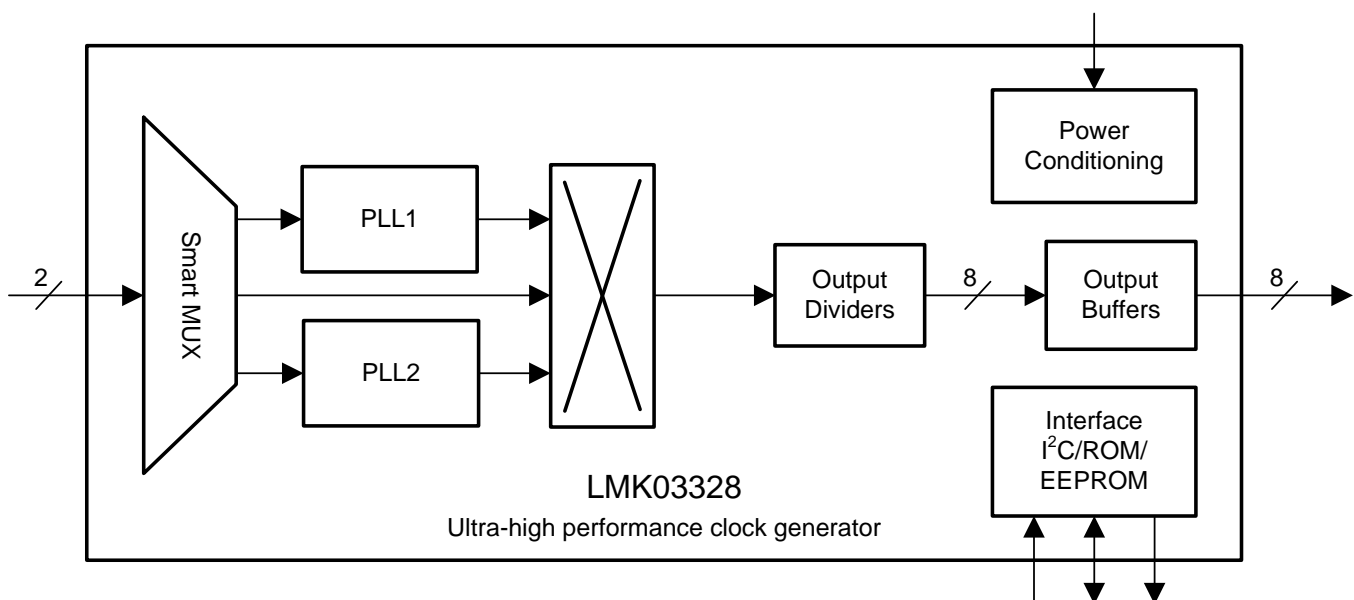 Power
Conditioning
PLL1
Smart MUX
2
Output
Dividers
8
Output
Buffers
8
PLL2
Interface
I²C/ROM/
EEPROM
LMK03328
Ultra-high performance clock generator